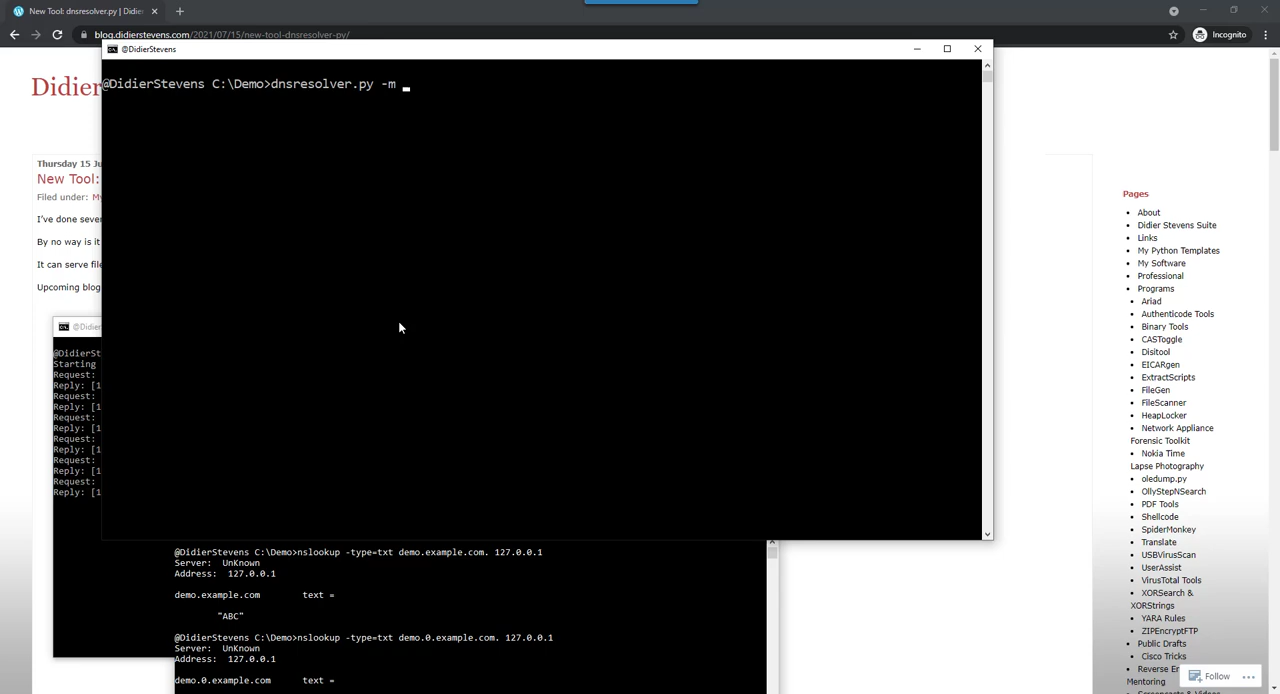 New Tool: dnsresolver.py | Didie
blog.didierstevens.com/2021/07/15/new-tool-dnsresolver-py/
Incognito
Didier
@DidierStevens
@DidierStevens C:\Demo>dnsresolver.py -m _
Thursday 15 Ju
New Tool:
Filed under: My
I've done sever
By no way is it
It can serve file
Upcoming blog
@Didier
@DidierSt
Starting
Request:
Reply: [1
Request:
Reply: [1
Request:
Reply: [1
Request:
Reply: [1
Request:
Reply: [1
Request:
Reply: [1
@DidierStevens C:\Demo>nslookup -type=txt demo.example.com. 127.0.0.1
Server:  UnKnown
Address:  127.0.0.1
demo.example.com        text =
"ABC"
@DidierStevens C:\Demo>nslookup -type=txt demo.0.example.com. 127.0.0.1
Server:  UnKnown
Address:  127.0.0.1
demo.0.example.com      text =
Pages
About
Didier Stevens Suite
Links
My Python Templates
My Software
Professional
Programs
Ariad
Authenticode Tools
Binary Tools
CASToggle
Disitool
EICARgen
ExtractScripts
FileGen
FileScanner
HeapLocker
Network Appliance
Forensic Toolkit
Nokia Time
Lapse Photography
oledump.py
OllyStepNSearch
PDF Tools
Shellcode
SpiderMonkey
Translate
USBVirusScan
UserAssist
VirusTotal Tools
XORSearch &
XORStrings
YARA Rules
ZIPEncryptFTP
Public Drafts
Cisco Tricks
Reverse En
Mentoring
Follow